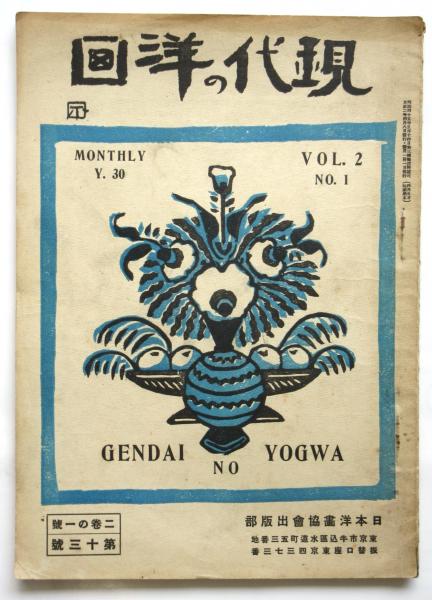 現代の洋画
MONTHLY
Y. 30
VOL. 2
NO. 1
GENDAI NO YOGWA
二卷の一號
第十三號
日本洋畫協會出版部
東京市牛込區水道町五三番地
振替口座東京四三七三番